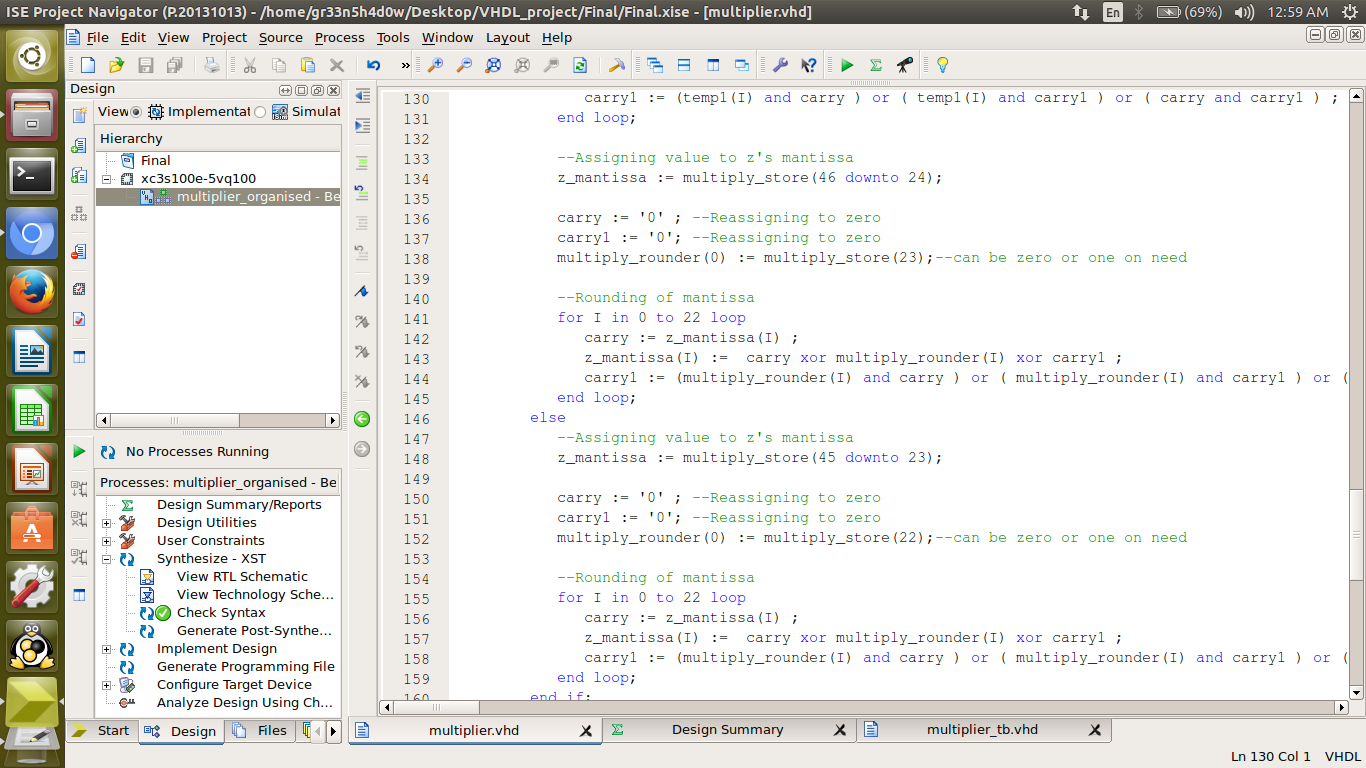 ISE Project Navigator (P.20131013) - /home/gr33n5h4d0w/Desktop/VHDL_project/Final/Final.xise - [multiplier.vhd]
En (69%) 12:59 AM
File Edit View Project Source Process Tools Window Layout Help
»
Design
View Implementat Simulat
Hierarchy
Final
xc3s100e-5vq100
multiplier_organised - Be
No Processes Running
Processes: multiplier_organised - Be
Design Summary/Reports
Design Utilities
User Constraints
Synthesize - XST
View RTL Schematic
View Technology Sche...
Check Syntax
Generate Post-Synthe...
Implement Design
Generate Programming File
Configure Target Device
Analyze Design Using Ch...
Start Design Files
130 carry1 := (temp1(I) and carry ) or ( temp1(I) and carry1 ) or ( carry and carry1 ) ;
131 end loop;
132
133 --Assigning value to z's mantissa
134 z_mantissa := multiply_store(46 downto 24);
135
136 carry := '0' ; --Reassigning to zero
137 carry1 := '0'; --Reassigning to zero
138 multiply_rounder(0) := multiply_store(23);--can be zero or one on need
139
140 --Rounding of mantissa
141 for I in 0 to 22 loop
142 carry := z_mantissa(I) ;
143 z_mantissa(I) := carry xor multiply_rounder(I) xor carry1 ;
144 carry1 := (multiply_rounder(I) and carry ) or ( multiply_rounder(I) and carry1 ) or (
145 end loop;
146 else
147 --Assigning value to z's mantissa
148 z_mantissa := multiply_store(45 downto 23);
149
150 carry := '0' ; --Reassigning to zero
151 carry1 := '0'; --Reassigning to zero
152 multiply_rounder(0) := multiply_store(22);--can be zero or one on need
153
154 --Rounding of mantissa
155 for I in 0 to 22 loop
156 carry := z_mantissa(I) ;
157 z_mantissa(I) := carry xor multiply_rounder(I) xor carry1 ;
158 carry1 := (multiply_rounder(I) and carry ) or ( multiply_rounder(I) and carry1 ) or (
159 end loop;
160 end if;
multiplier.vhd Design Summary multiplier_tb.vhd
Ln 130 Col 1 VHDL